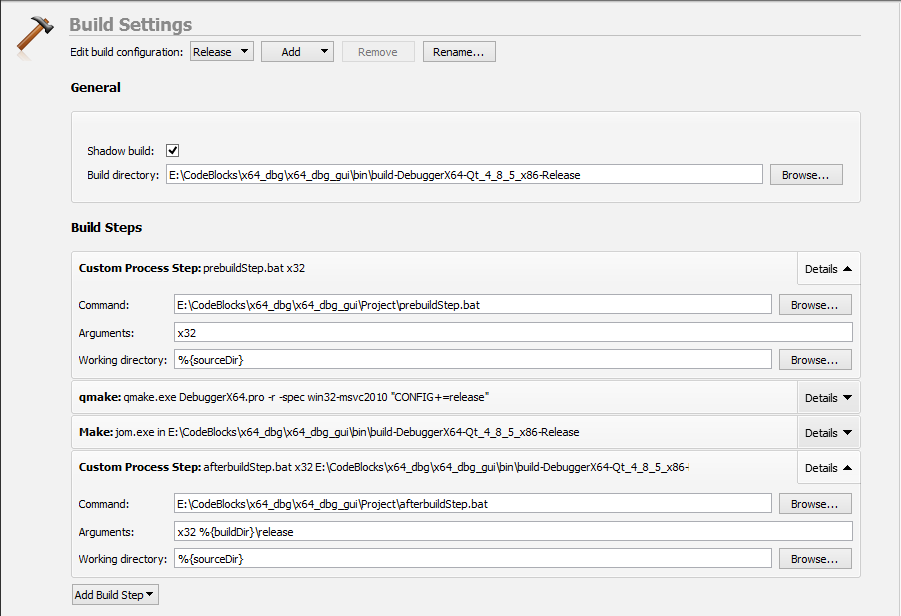 Build Settings
Edit build configuration: Release Add Remove Rename...
General
Shadow build:
Build directory: E:\CodeBlocks\x64_dbg\x64_dbg_gui\bin\build-DebuggerX64-Qt_4_8_5_x86-Release Browse...
Build Steps
Custom Process Step: prebuildStep.bat x32 Details
Command: E:\CodeBlocks\x64_dbg\x64_dbg_gui\Project\prebuildStep.bat Browse...
Arguments: x32
Working directory: %{sourceDir} Browse...
qmake: qmake.exe DebuggerX64.pro -r -spec win32-msvc2010 "CONFIG+=release" Details
Make: jom.exe in E:\CodeBlocks\x64_dbg\x64_dbg_gui\bin\build-DebuggerX64-Qt_4_8_5_x86-Release Details
Custom Process Step: afterbuildStep.bat x32 E:\CodeBlocks\x64_dbg\x64_dbg_gui\bin\build-DebuggerX64-Qt_4_8_5_x86- Details
Command: E:\CodeBlocks\x64_dbg\x64_dbg_gui\Project\afterbuildStep.bat Browse...
Arguments: x32 %{buildDir}\release
Working directory: %{sourceDir} Browse...
Add Build Step